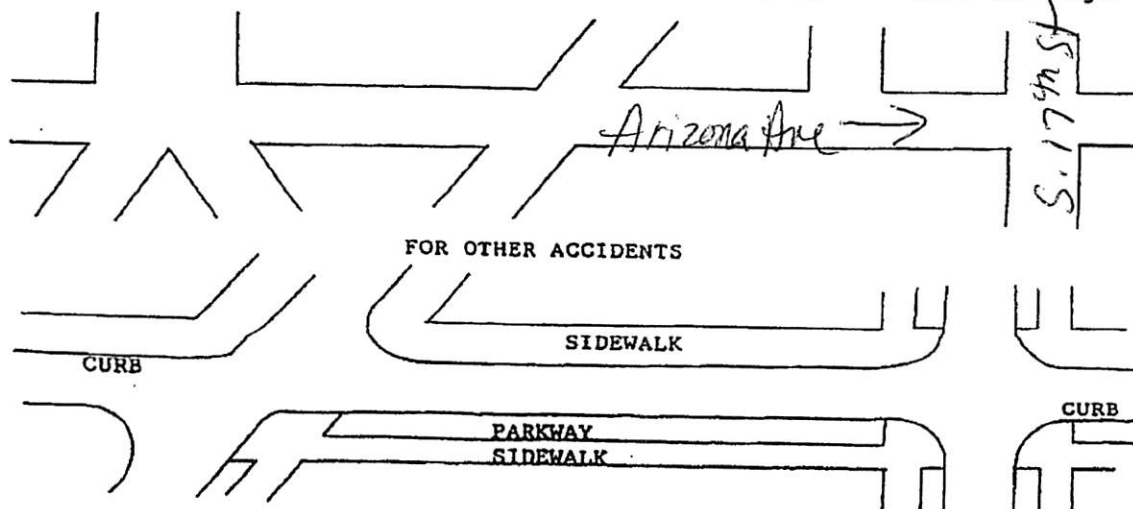 Arizona Ave →
S. 17th St
FOR OTHER ACCIDENTS
SIDEWALK
CURB
CURB
PARKWAY
SIDEWALK